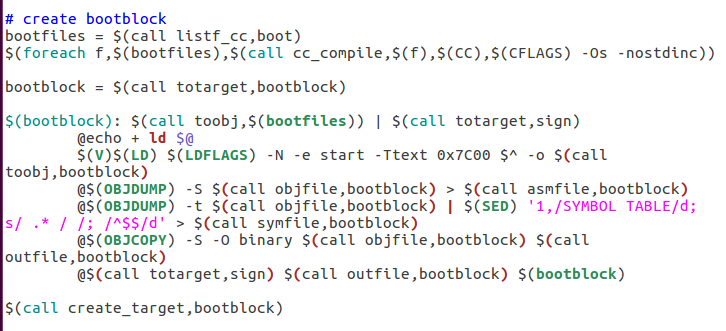 # create bootblock
bootfiles = $(call listf_cc,boot)
$(foreach f,$(bootfiles),$(call cc_compile,$(f),$(CC),$(CFLAGS) -Os -nostdinc))
bootblock = $(call totarget,bootblock)
$(bootblock): $(call toobj,$(bootfiles)) | $(call totarget,sign)
@echo + ld $@
$(V)$(LD) $(LDFLAGS) -N -e start -Ttext 0x7C00 $^ -o $(call
toobj,bootblock)
@$(OBJDUMP) -S $(call objfile,bootblock) > $(call asmfile,bootblock)
@$(OBJDUMP) -t $(call objfile,bootblock) | $(SED) '1,/SYMBOL TABLE/d;
s/ .* / /; /^$$/d' > $(call symfile,bootblock)
@$(OBJCOPY) -S -O binary $(call objfile,bootblock) $(call
outfile,bootblock)
@$(call totarget,sign) $(call outfile,bootblock) $(bootblock)
$(call create_target,bootblock)